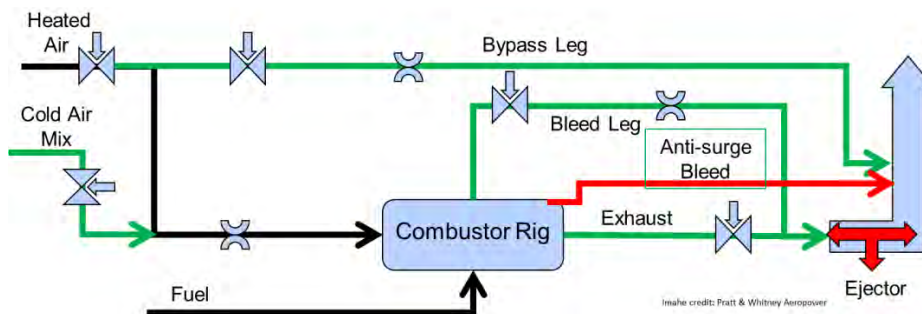 Heated
Air
Bypass Leg
Cold Air
Mix
Bleed Leg
Anti-surge
Bleed
Combustor Rig
Exhaust
Fuel
Imahe credit: Pratt & Whitney Aeropower
Ejector